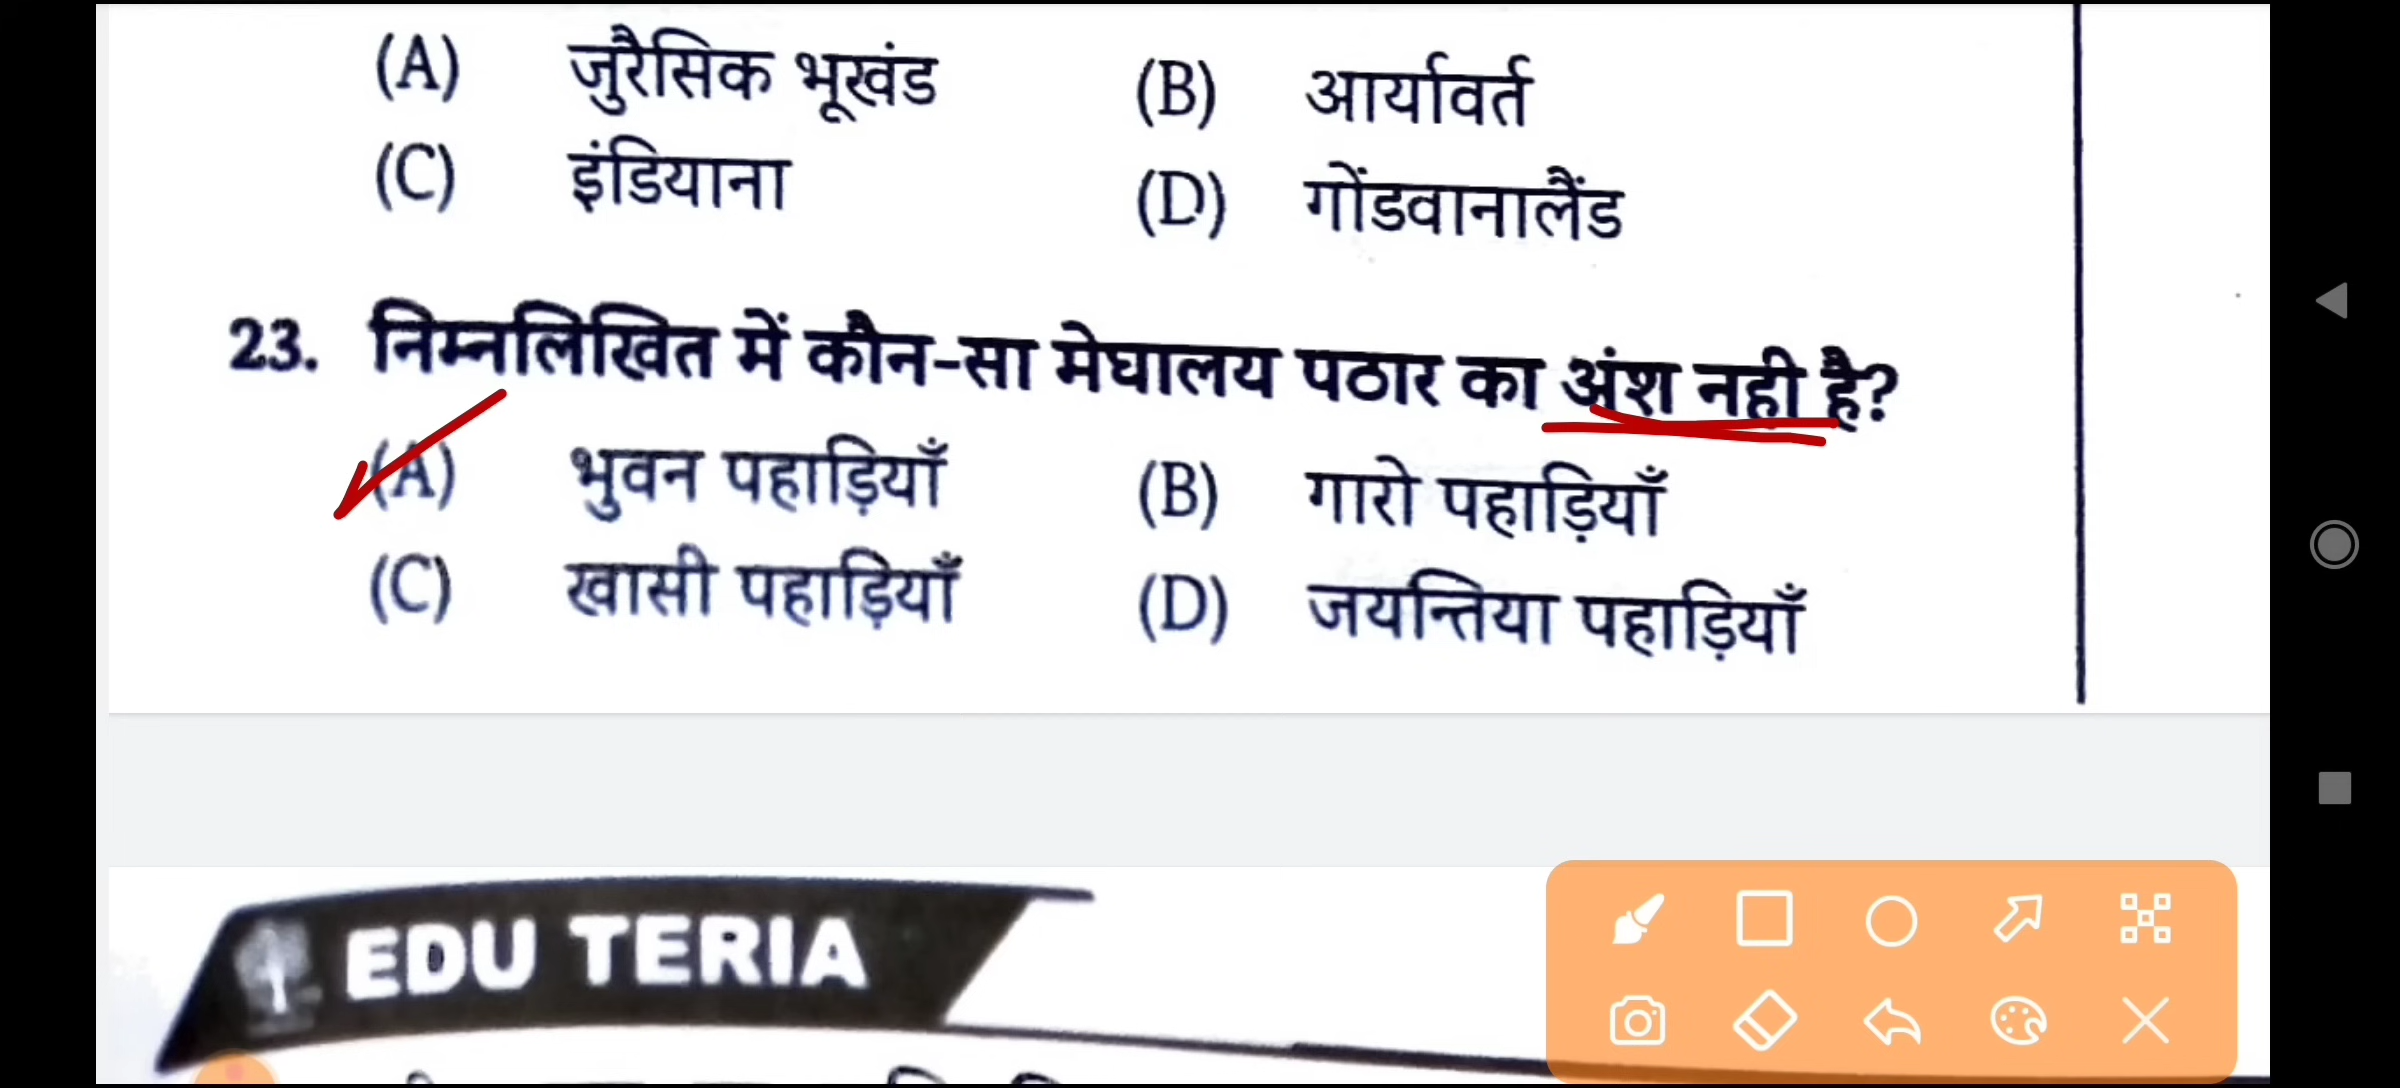 (A) जुरैसिक भूखंड (B) आर्यावर्त
(C) इंडियाना (D) गोंडवानालैंड
23. निम्नलिखित में कौन-सा मेघालय पठार का अंश नही है?
(A) भुवन पहाड़ियाँ (B) गारो पहाड़ियाँ
(C) खासी पहाड़ियाँ (D) जयन्तिया पहाड़ियाँ
EDU TERIA